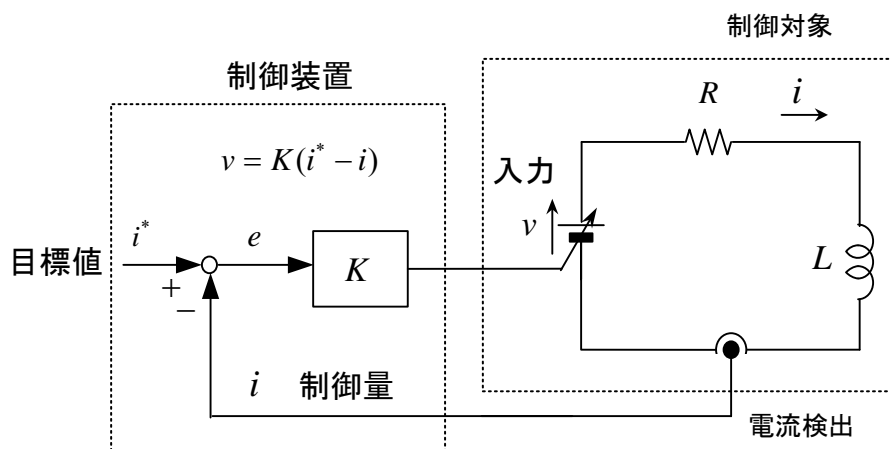 制御対象
制御装置
R
i
v = K(i* − i)
入力
v
i*
e
目標値
K
L
+
−
i 制御量
電流検出